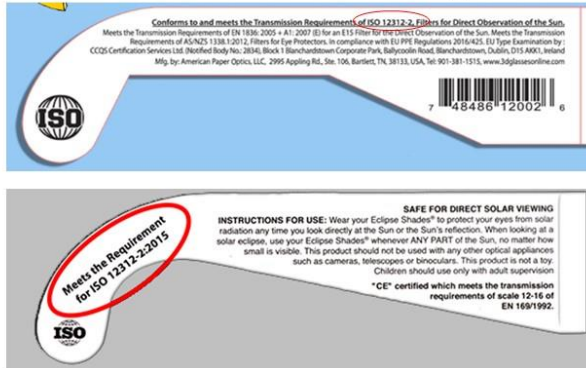 Conforms to and meets the Transmission Requirements of ISO 12312-2, Filters for Direct Observation of the Sun.
Meets the Transmission Requirements of EN 1836: 2005 + A1: 2007 (E) for an E15 Filter for the Direct Observation of the Sun. Meets the Transmission
Requirements of AS/NZS 1338.1:2012, Filters for Eye Protectors. in compliance with EU PPE Regulations 2016/425. EU Type Examination by :
CCQS Certification Services Ltd. (Notified Body No.: 2834), Block 1 Blanchardstown Corporate Park, Ballycoolin Road, Blanchardstown, Dublin, D15 AKK1, Ireland
Mfg. by: American Paper Optics, LLC, 2995 Appling Rd., Ste. 106, Bartlett, TN, 38133, USA, Tel: 901-381-1515, www.3dglassesonline.com
ISO
7 48486 12002 6
Meets the Requirement
for ISO 12312-2:2015
ISO
SAFE FOR DIRECT SOLAR VIEWING
INSTRUCTIONS FOR USE: Wear your Eclipse Shades® to protect your eyes from solar
radiation any time you look directly at the Sun or the Sun's reflection. When looking at a
solar eclipse, use your Eclipse Shades® whenever ANY PART of the Sun, no matter how
small is visible. This product should not be used with any other optical appliances
such as cameras, telescopes or binoculars. This product is not a toy.
Children should use only with adult supervision
"CE" certified which meets the transmission
requirements of scale 12-16 of
EN 169/1992.